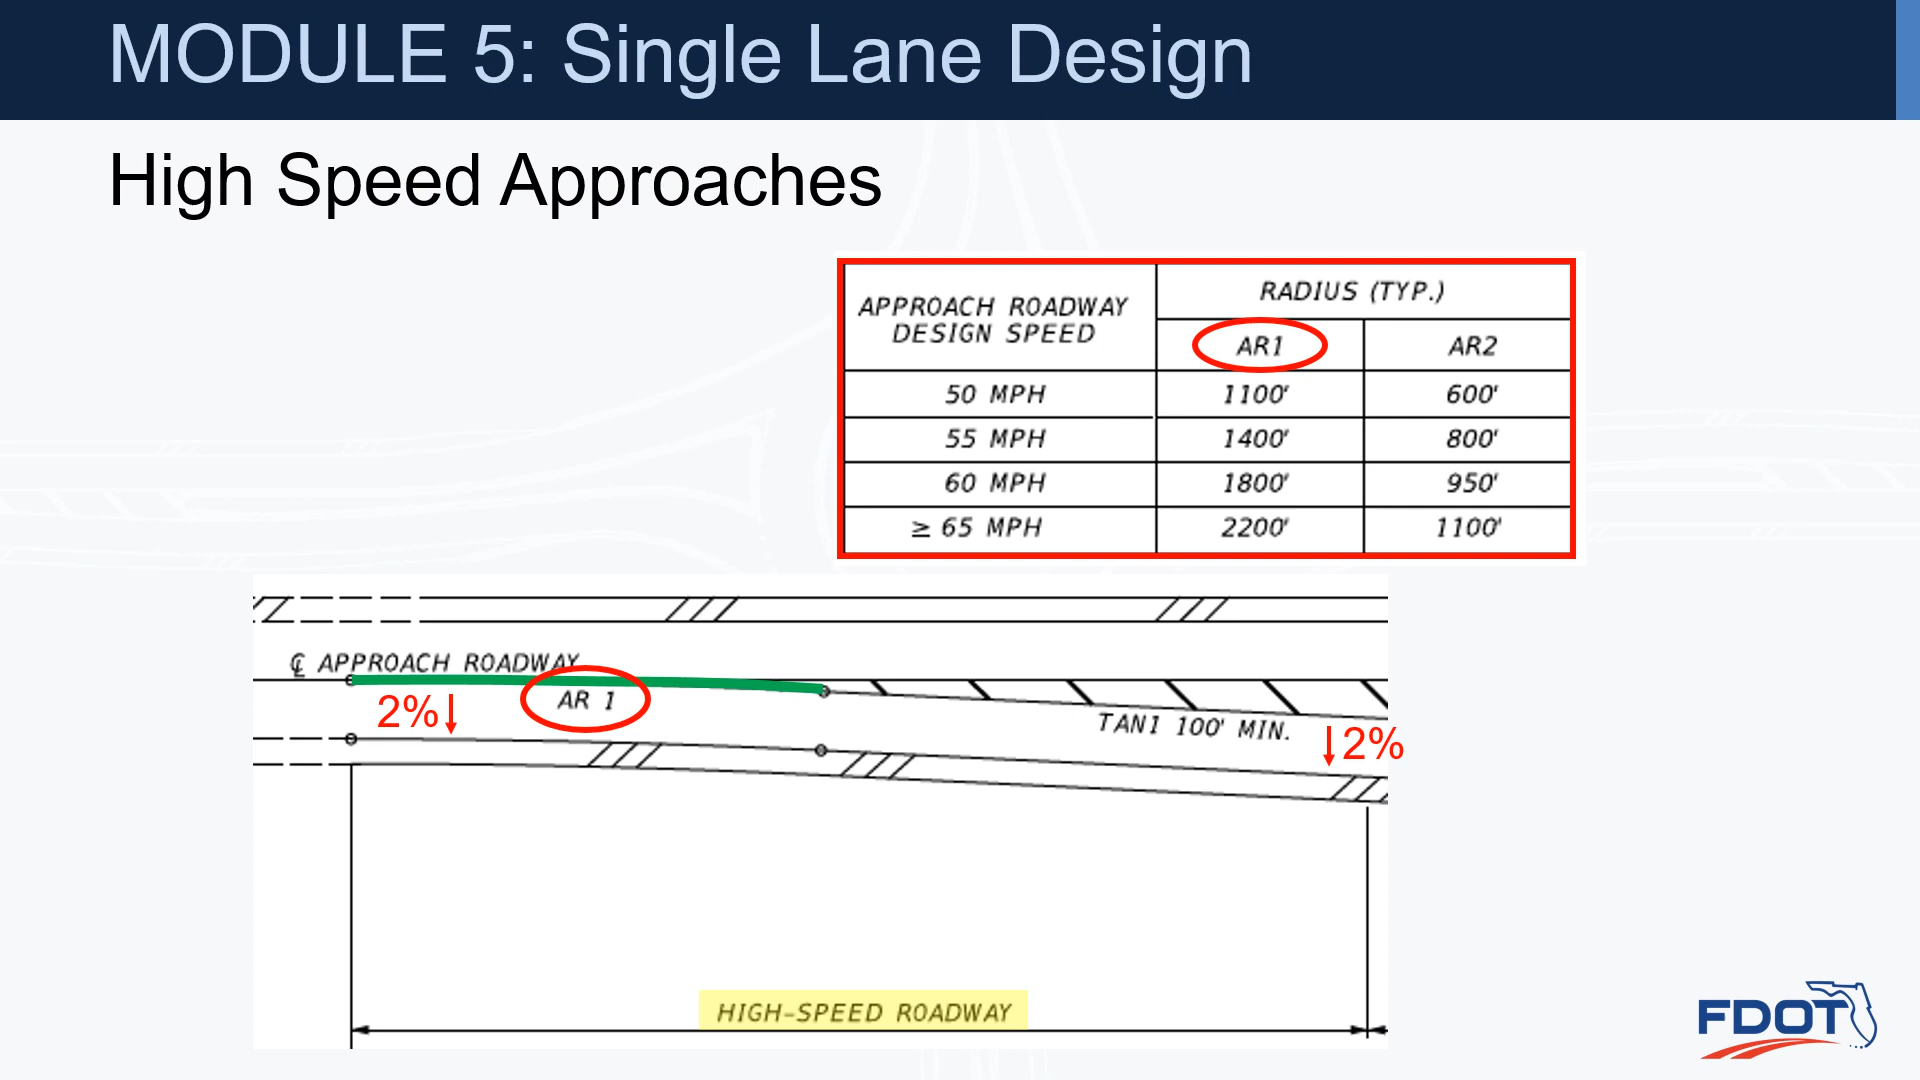 MODULE 5: Single Lane Design
High Speed Approaches
APPROACH ROADWAY
DESIGN SPEED
RADIUS (TYP.)
AR1 AR2
50 MPH 1100' 600'
55 MPH 1400' 800'
60 MPH 1800' 950'
≥ 65 MPH 2200' 1100'
℄ APPROACH ROADWAY
AR 1
2%
TAN1 100' MIN.
2%
HIGH-SPEED ROADWAY
FDOT